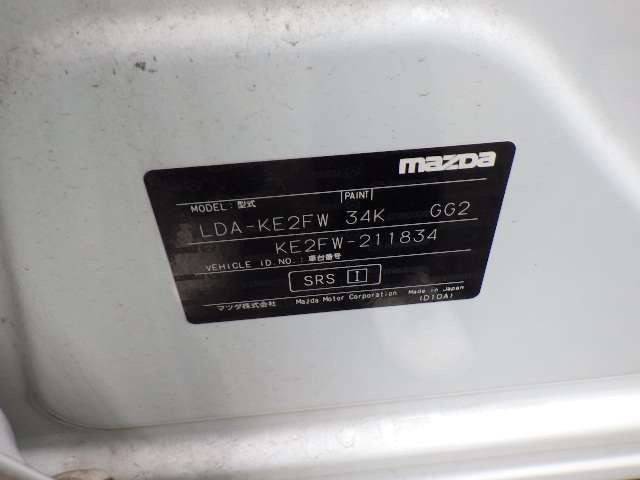 mazda
MODEL: 型式 PAINT
LDA-KE2FW 34K GG2
KE2FW-211834
VEHICLE ID.NO.: 車台番号
SRS I
マツダ株式会社 Mazda Motor Corporation Made in Japan
(D10A)